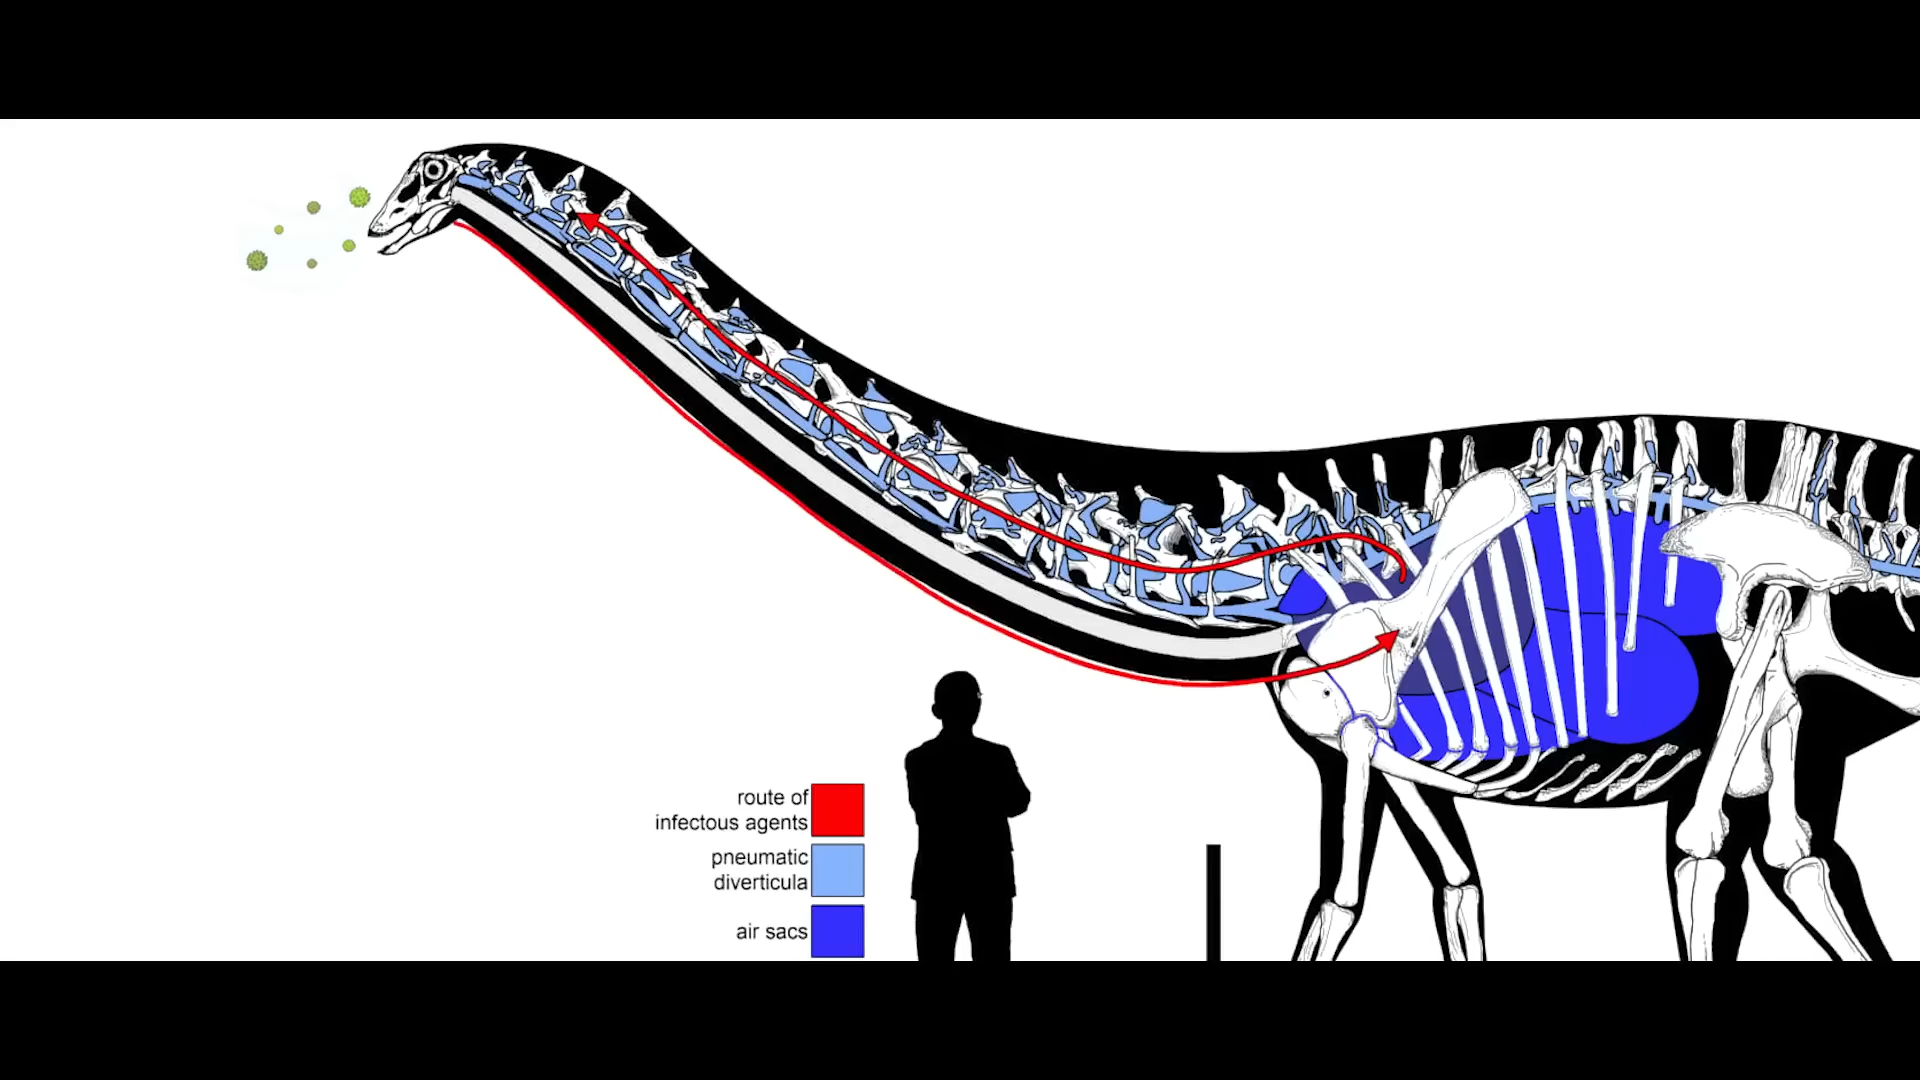 route of
infectous agents
pneumatic
diverticula
air sacs